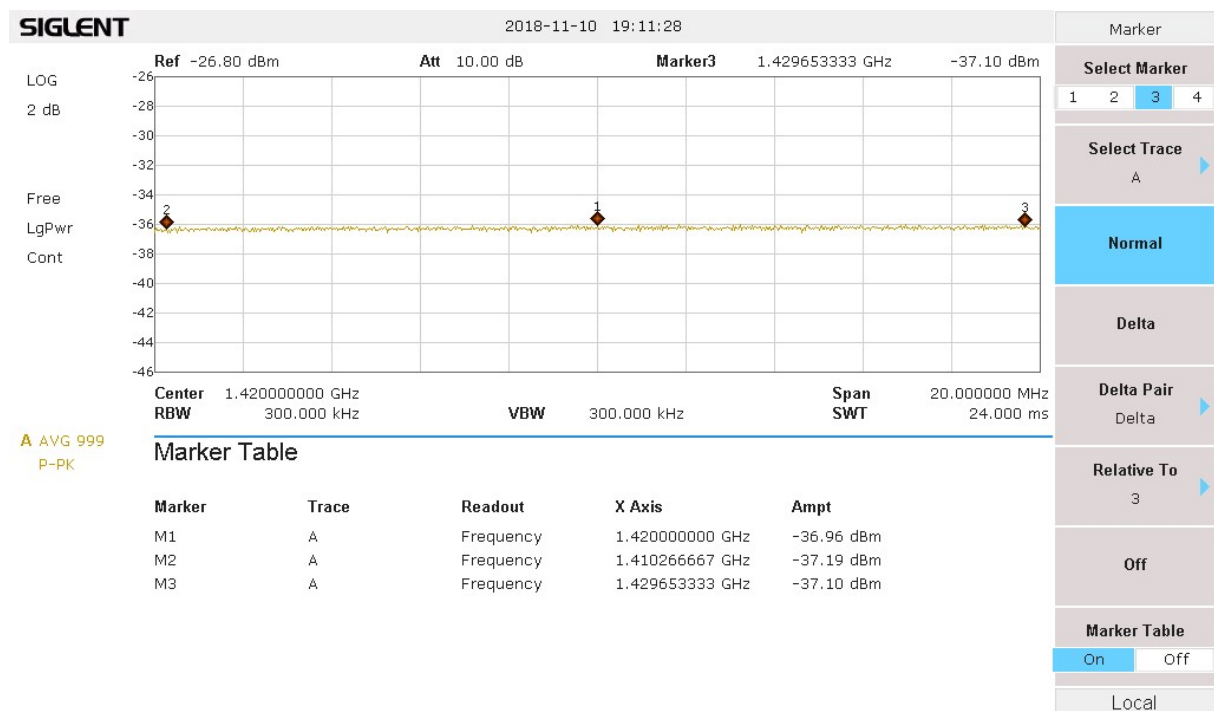 SIGLENT
2018-11-10 19:11:28
Marker
LOG
2 dB
Free
LgPwr
Cont
A AVG 999
P-PK
Ref -26.80 dBm Att 10.00 dB Marker3 1.429653333 GHz -37.10 dBm
-26
-28
-30
-32
-34
-36
-38
-40
-42
-44
-46
2
1
3
Center 1.420000000 GHz Span 20.000000 MHz
RBW 300.000 kHz VBW 300.000 kHz SWT 24.000 ms
Marker Table
Marker Trace Readout X Axis Ampt
M1 A Frequency 1.420000000 GHz -36.96 dBm
M2 A Frequency 1.410266667 GHz -37.19 dBm
M3 A Frequency 1.429653333 GHz -37.10 dBm
Select Marker
1 2 3 4
Select Trace
A
Normal
Delta
Delta Pair
Delta
Relative To
3
Off
Marker Table
On Off
Local